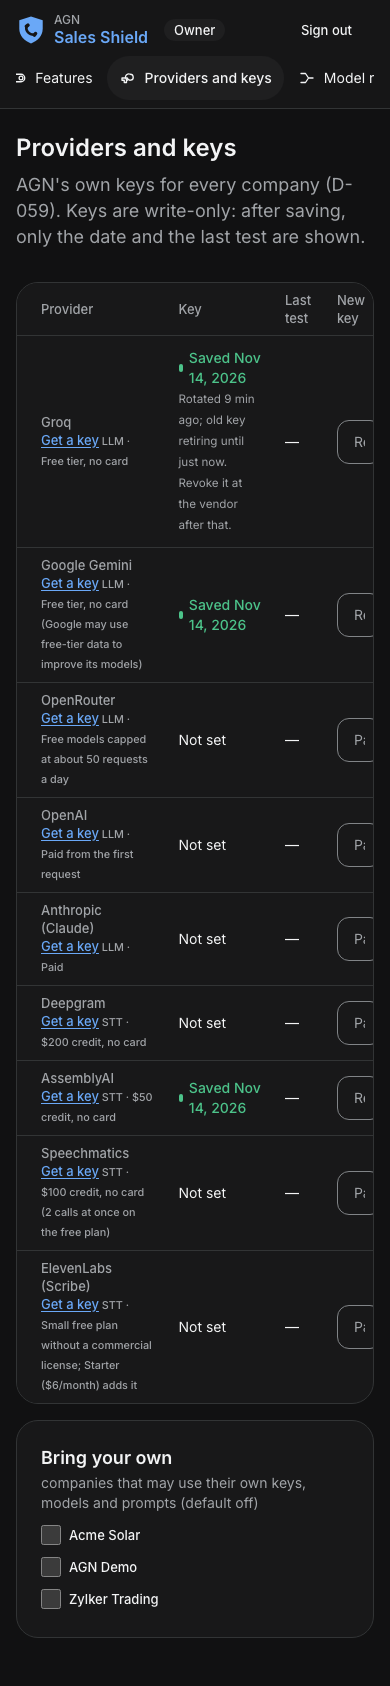 AGN
Sales Shield
Owner
Sign out
Features
Providers and keys
Model r
Providers and keys
AGN's own keys for every company (D-
059). Keys are write-only: after saving,
only the date and the last test are shown.
Provider
Key
Last
test
New
key
Groq
Get a key LLM ·
Free tier, no card
Saved Nov
14, 2026
Rotated 9 min
ago; old key
retiring until
just now.
Revoke it at
the vendor
after that.
—
Re
Google Gemini
Get a key LLM ·
Free tier, no card
(Google may use
free-tier data to
improve its models)
Saved Nov
14, 2026
—
Re
OpenRouter
Get a key LLM ·
Free models capped
at about 50 requests
a day
Not set
—
Pa
OpenAI
Get a key LLM ·
Paid from the first
request
Not set
—
Pa
Anthropic
(Claude)
Get a key LLM ·
Paid
Not set
—
Pa
Deepgram
Get a key STT ·
$200 credit, no card
Not set
—
Pa
AssemblyAI
Get a key STT · $50
credit, no card
Saved Nov
14, 2026
—
Re
Speechmatics
Get a key STT ·
$100 credit, no card
(2 calls at once on
the free plan)
Not set
—
Pa
ElevenLabs
(Scribe)
Get a key STT ·
Small free plan
without a commercial
license; Starter
($6/month) adds it
Not set
—
Pa
Bring your own
companies that may use their own keys,
models and prompts (default off)
Acme Solar
AGN Demo
Zylker Trading